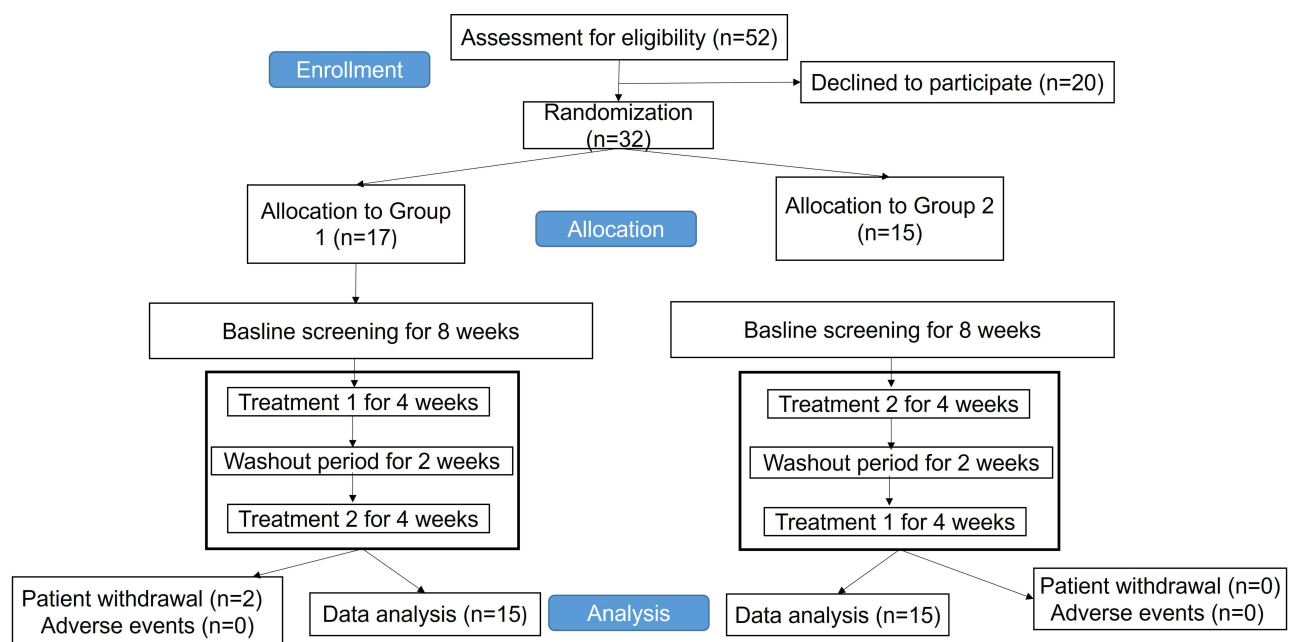 Assessment for eligibility (n=52)
Enrollment
Declined to participate (n=20)
Randomization
(n=32)
Allocation to Group
1 (n=17)
Allocation
Allocation to Group 2
(n=15)
Basline screening for 8 weeks
Basline screening for 8 weeks
Treatment 1 for 4 weeks
Washout period for 2 weeks
Treatment 2 for 4 weeks
Treatment 2 for 4 weeks
Washout period for 2 weeks
Treatment 1 for 4 weeks
Patient withdrawal (n=2)
Adverse events (n=0)
Data analysis (n=15)
Analysis
Data analysis (n=15)
Patient withdrawal (n=0)
Adverse events (n=0)